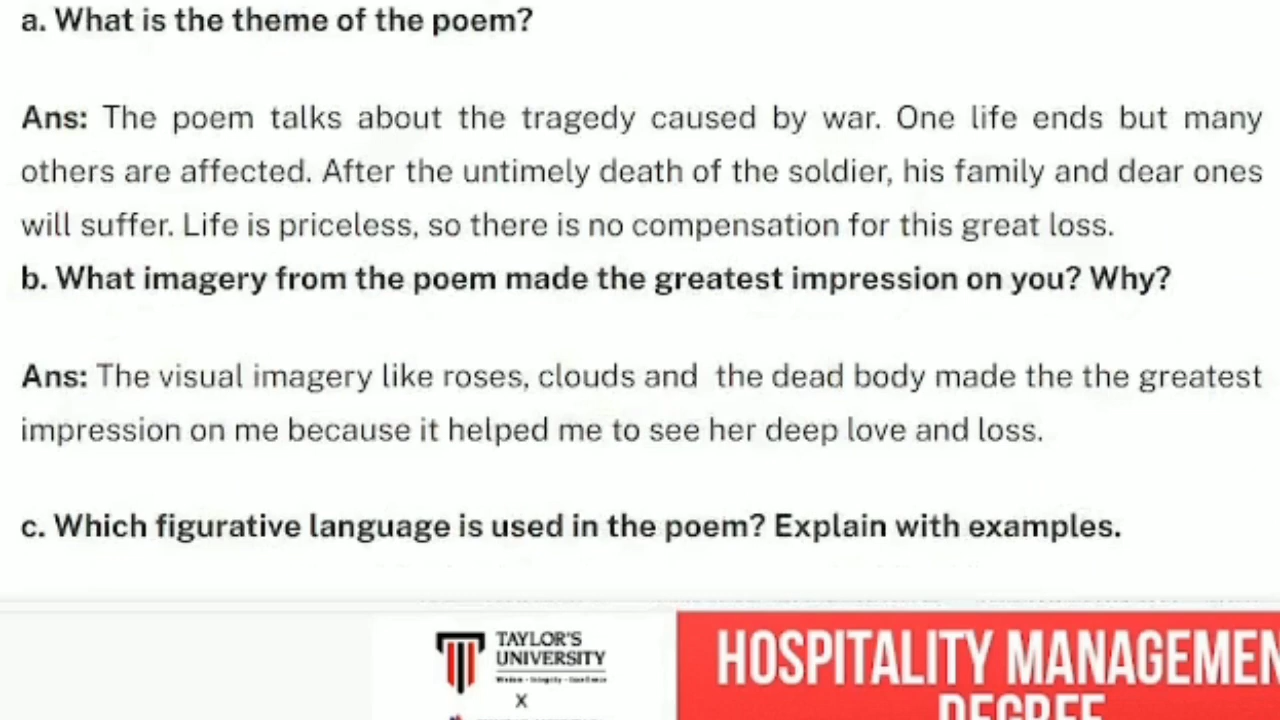 a. What is the theme of the poem?
Ans: The poem talks about the tragedy caused by war. One life ends but many
others are affected. After the untimely death of the soldier, his family and dear ones
will suffer. Life is priceless, so there is no compensation for this great loss.
b. What imagery from the poem made the greatest impression on you? Why?
Ans: The visual imagery like roses, clouds and the dead body made the the greatest
impression on me because it helped me to see her deep love and loss.
c. Which figurative language is used in the poem? Explain with examples.
TAYLOR'S
UNIVERSITY
Wisdom · Integrity · Excellence
X
HOSPITALITY MANAGEMEN
DEGREE